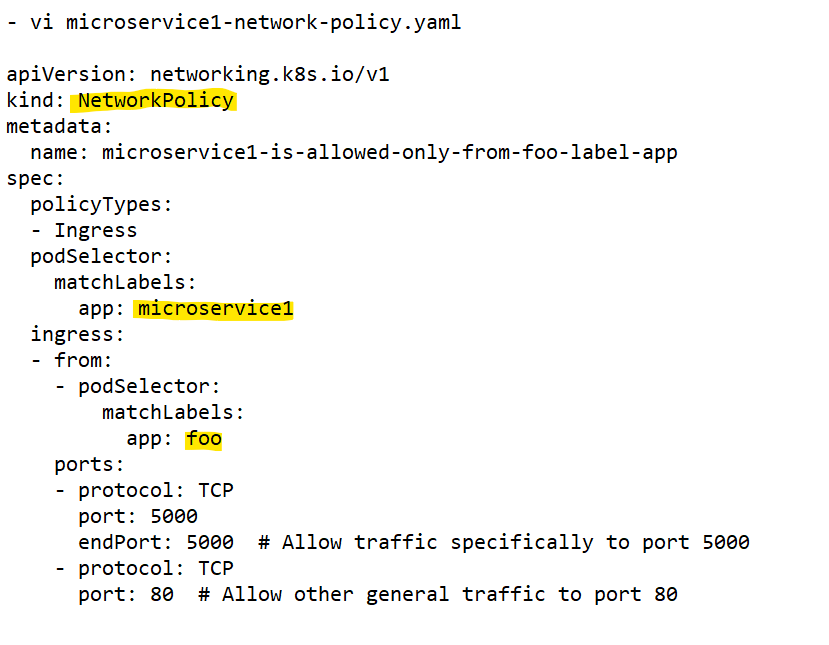 - vi microservice1-network-policy.yaml

apiVersion: networking.k8s.io/v1
kind: NetworkPolicy
metadata:
  name: microservice1-is-allowed-only-from-foo-label-app
spec:
  policyTypes:
  - Ingress
  podSelector:
    matchLabels:
      app: microservice1
  ingress:
  - from:
    - podSelector:
        matchLabels:
          app: foo
    ports:
    - protocol: TCP
      port: 5000
      endPort: 5000  # Allow traffic specifically to port 5000
    - protocol: TCP
      port: 80  # Allow other general traffic to port 80